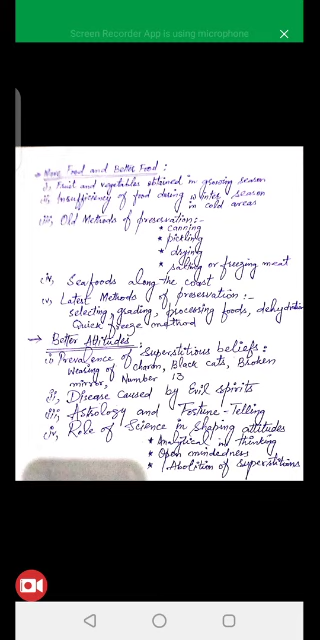 Screen Recorder App is using microphone
More Food and Better Food :
i, Fruit and vegetables obtained in growing season
ii, Insufficiency of food during winter season
in cold areas
iii, Old Methods of preservation:-
* canning
* pickling
* drying
* salting or freezing meat
iv, Seafoods along the coast
(v, Latest Methods of preservation :-
selecting, grading, processing foods, dehydration
Quick freeze method
→ Better Attitudes :
i, Prevalence of Superstitious beliefs:
Wearing of charm, Black cats, Broken
mirror, Number 13
ii, Disease caused by Evil spirits
iii, Astrology and Fortune-Telling
iv, Role of Science in shaping attitudes
* Analytical in thinking
* Open mindedness
* Abolition of superstitions